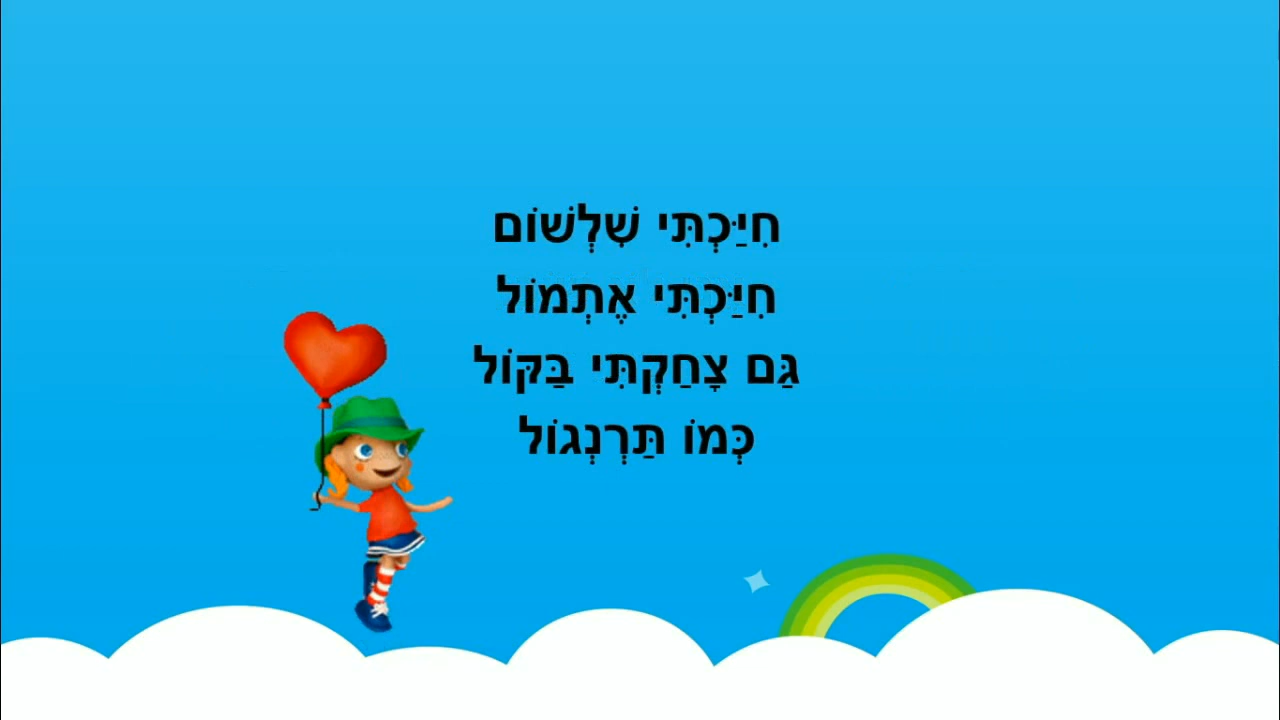 חִיַּכְתִּי שִׁלְשׁוֹם
חִיַּכְתִּי אֶתְמוֹל
גַּם צָחַקְתִּי בַּקּוֹל
כְּמוֹ תַּרְנְגוֹל